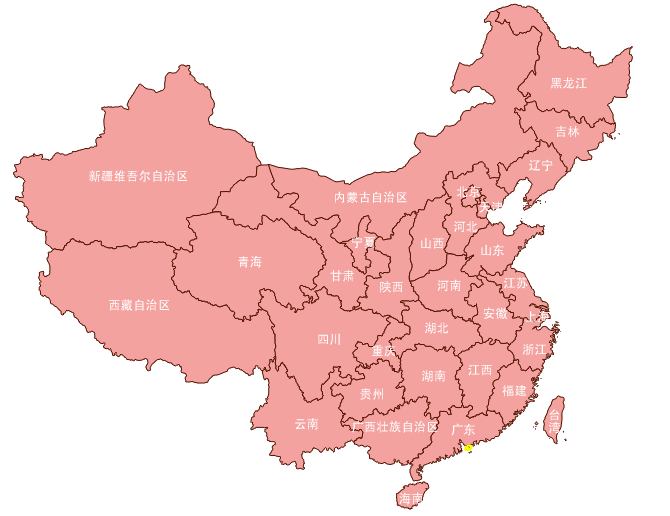 黑龙江
吉林
辽宁
新疆维吾尔自治区
内蒙古自治区
北京
天津
河北
宁夏
山西
山东
青海
甘肃
陕西
河南
江苏
西藏自治区
安徽
上海
湖北
四川
重庆
浙江
江西
湖南
福建
贵州
云南
广西壮族自治区
广东
台
湾
海南